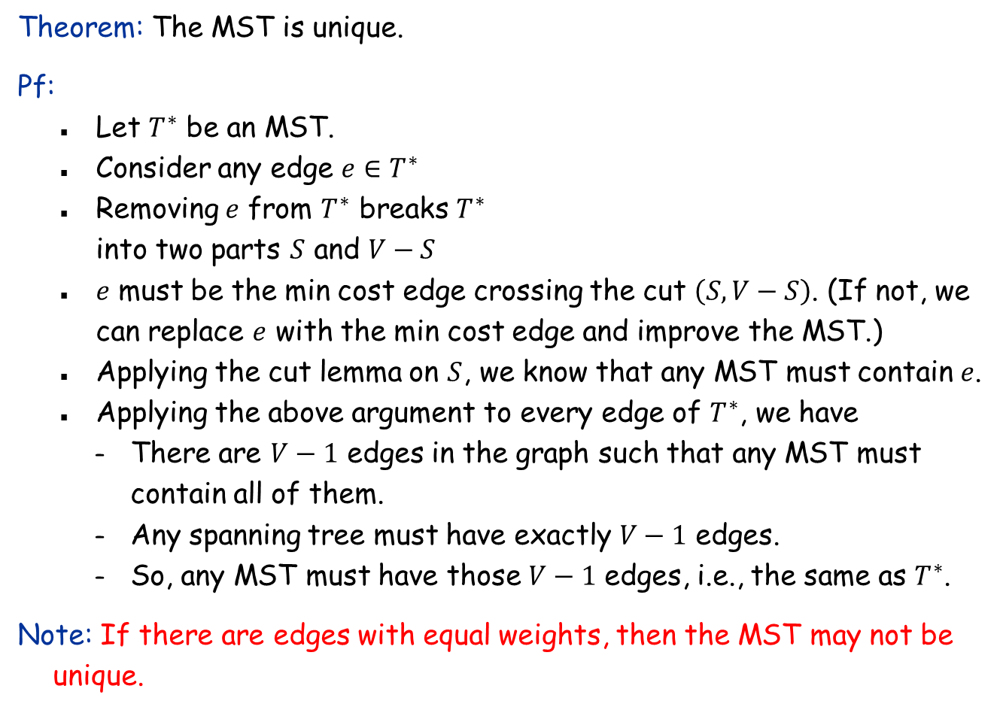 Theorem: The MST is unique.
Pf:
▪ Let T* be an MST.
▪ Consider any edge e ∈ T*
▪ Removing e from T* breaks T*
into two parts S and V − S
▪ e must be the min cost edge crossing the cut (S, V − S). (If not, we
can replace e with the min cost edge and improve the MST.)
▪ Applying the cut lemma on S, we know that any MST must contain e.
▪ Applying the above argument to every edge of T*, we have
- There are V − 1 edges in the graph such that any MST must
contain all of them.
- Any spanning tree must have exactly V − 1 edges.
- So, any MST must have those V − 1 edges, i.e., the same as T*.
Note: If there are edges with equal weights, then the MST may not be
unique.